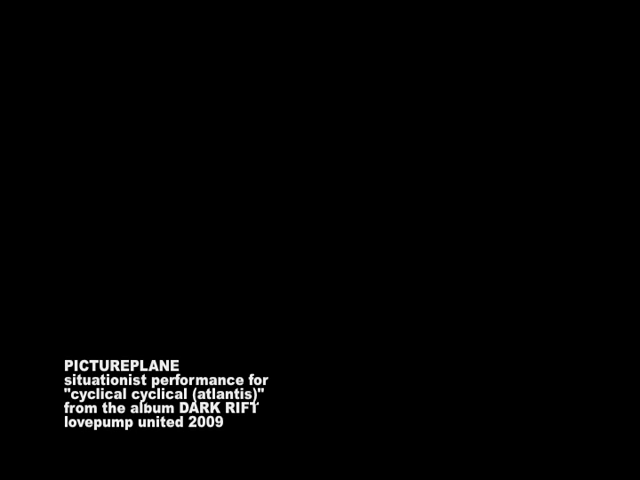 PICTUREPLANE
situationist performance for
"cyclical cyclical (atlantis)"
from the album DARK RIFT
lovepump united 2009